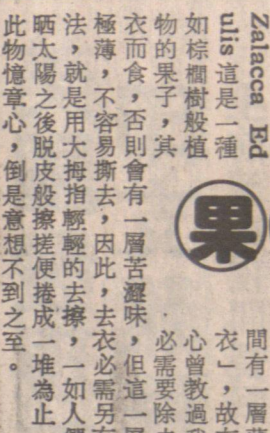 果
Zalacca Ed
ulis 這是一種
如棕櫚樹般植
物的果子，其
間有一層
衣」，故
心曾教過
必需要除
衣而食，否則會有一層苦澀味，但這一層
極薄，不容易撕去，因此，去衣必需另有
法，就是用大拇指輕輕的去擦，一如人們
晒太陽之後脫皮般擦搓便捲成一堆為止
此物憶章心，倒是意想不到之至。